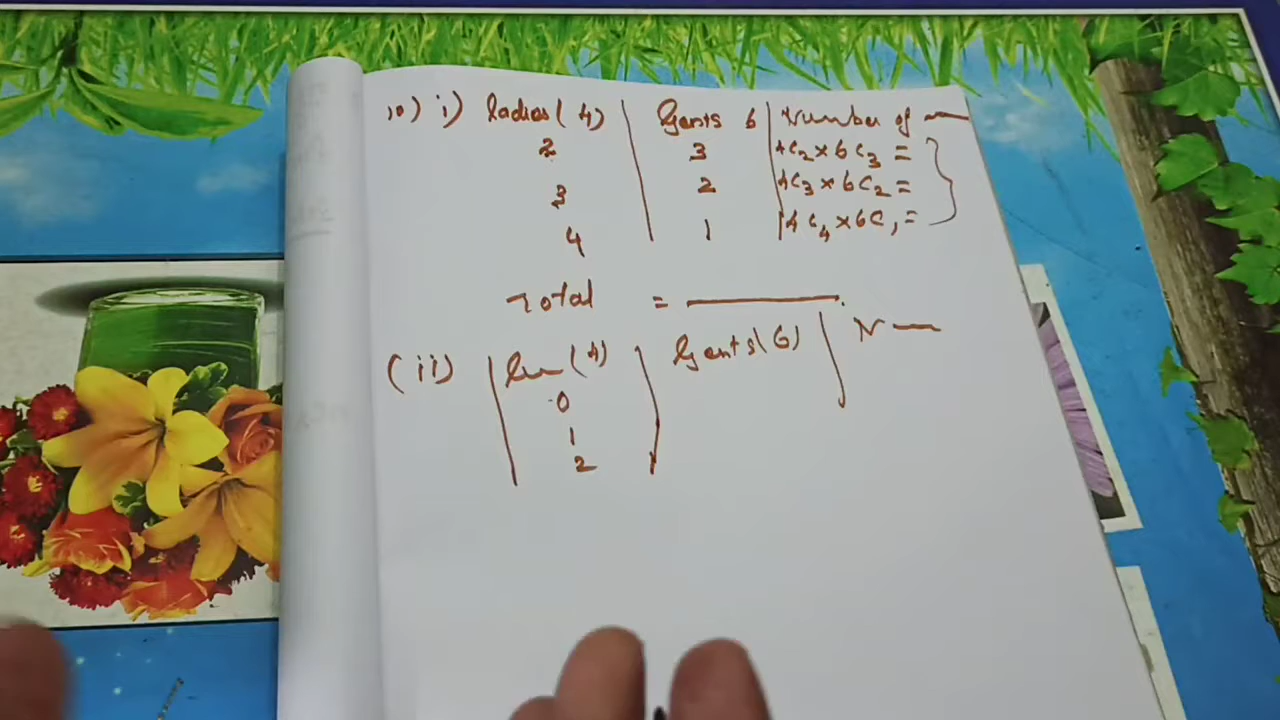 10) i) Ladies (4) | Gents 6 | Number of
2 3 4C2 × 6C3 =
3 2 4C3 × 6C2 =
4 1 4C4 × 6C1 =
Total =
(ii) (4) Gents (6) N
0
1
2